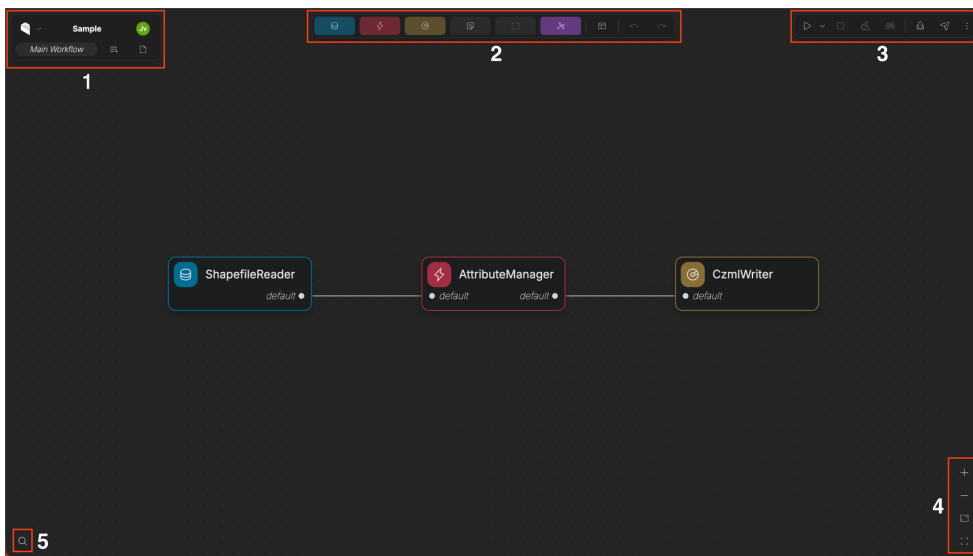 Sample
JV
Main Workflow
1
2
3
ShapefileReader
default
AttributeManager
default default
CzmlWriter
default
4
5